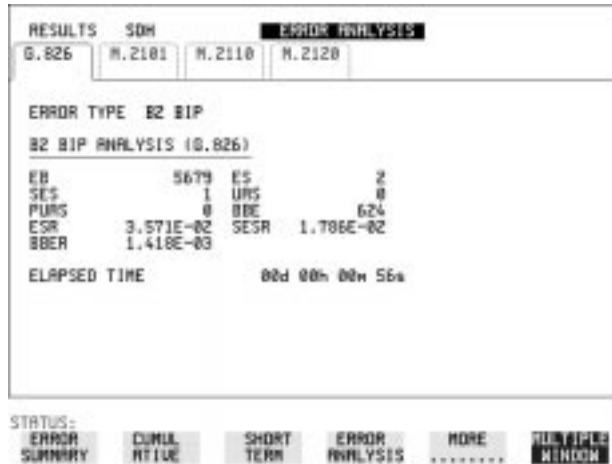 RESULTS SDH ERROR ANALYSIS
G.826 M.2101 M.2110 M.2120
ERROR TYPE B2 BIP
B2 BIP ANALYSIS (G.826)
EB 5679 ES 2
SES 1 UAS 0
PUAS 0 BBE 624
ESR 3.571E-02 SESR 1.786E-02
BBER 1.418E-03
ELAPSED TIME 00d 00h 00m 56s
STATUS:
ERROR SUMMARY CUMUL ATIVE SHORT TERM ERROR ANALYSIS MORE ........ MULTIPLE WINDOW